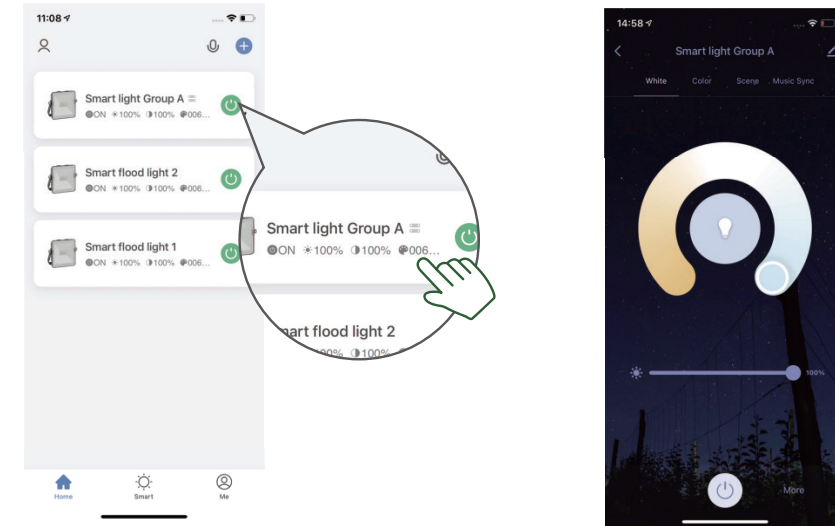 11:08
Smart light Group A
ON 100% 100% 006...
Smart flood light 2
ON 100% 100% 006...
Smart flood light 1
ON 100% 100% 006...
Home Smart Me
Smart light Group A
ON 100% 100% 006...
mart flood light 2
100%
14:58
Smart light Group A
White Color Scene Music Sync
100%
More